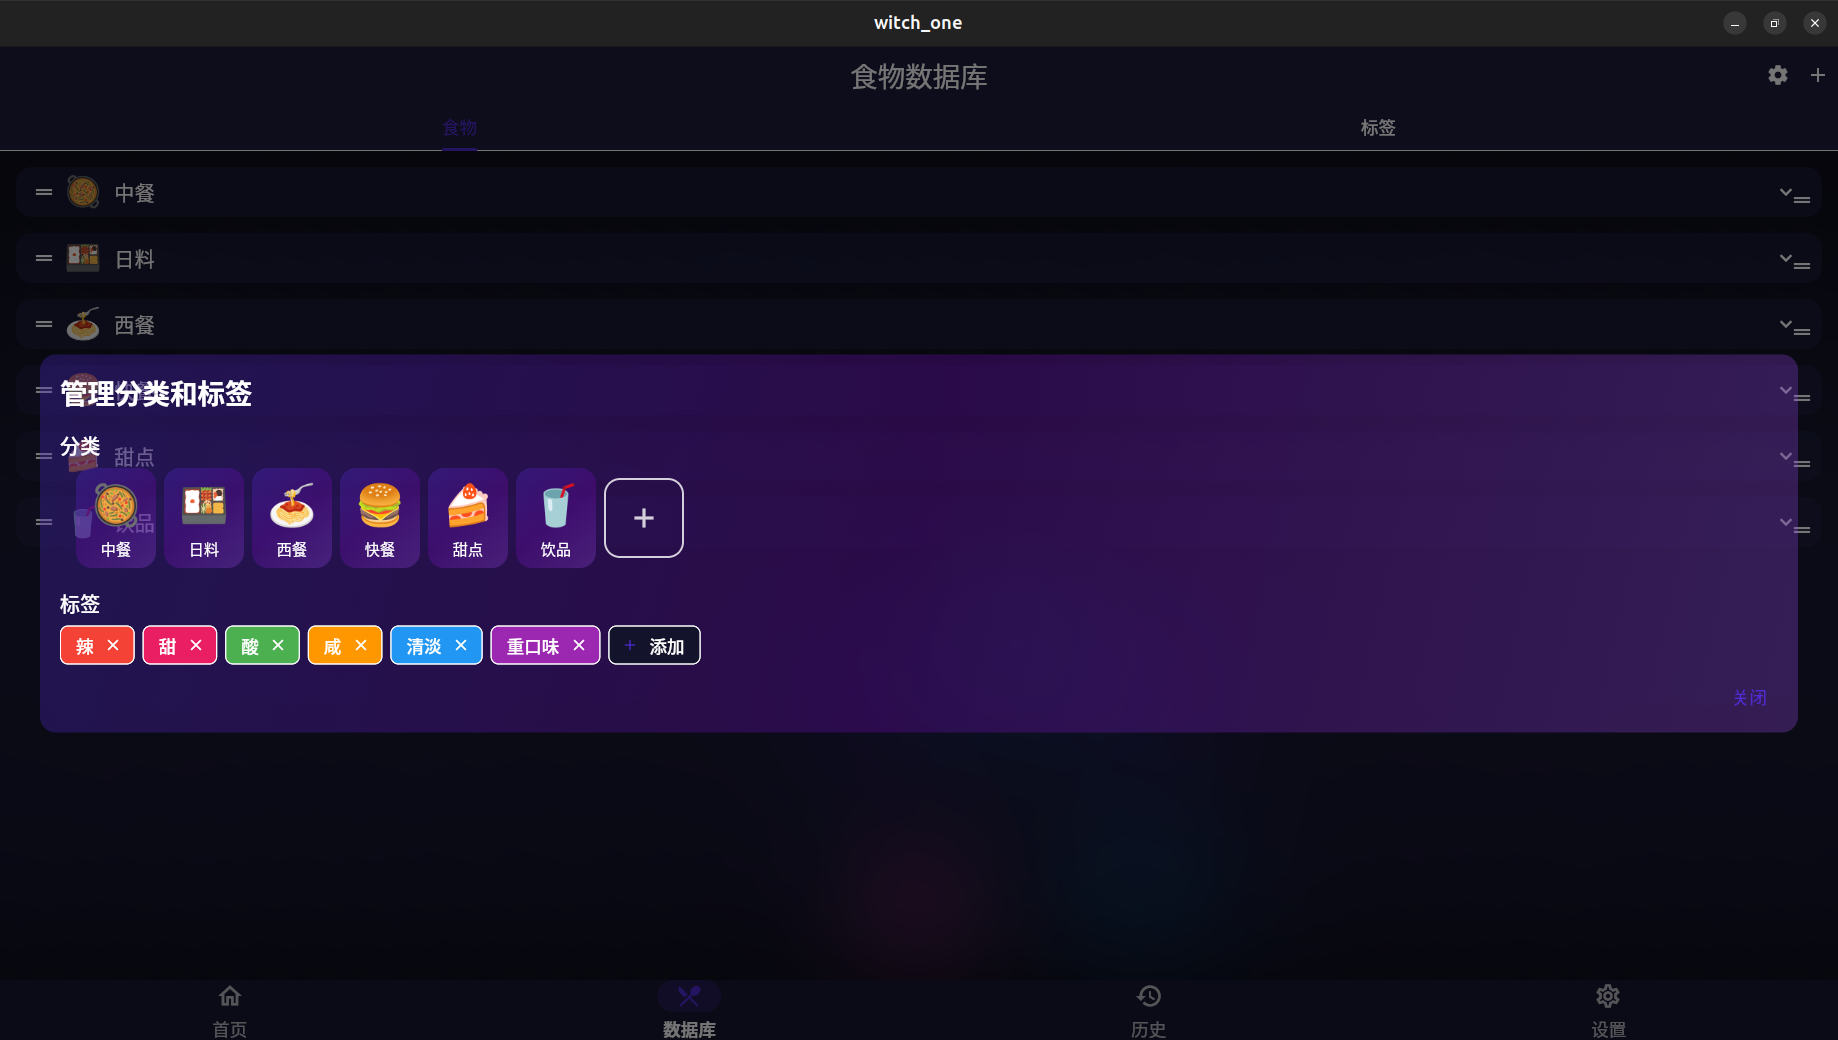 witch_one
食物数据库
食物
标签
中餐
日料
西餐
管理分类和标签
分类
甜点
饮品
中餐
日料
西餐
快餐
甜点
饮品
标签
辣
甜
酸
咸
清淡
重口味
添加
关闭
首页
数据库
历史
设置